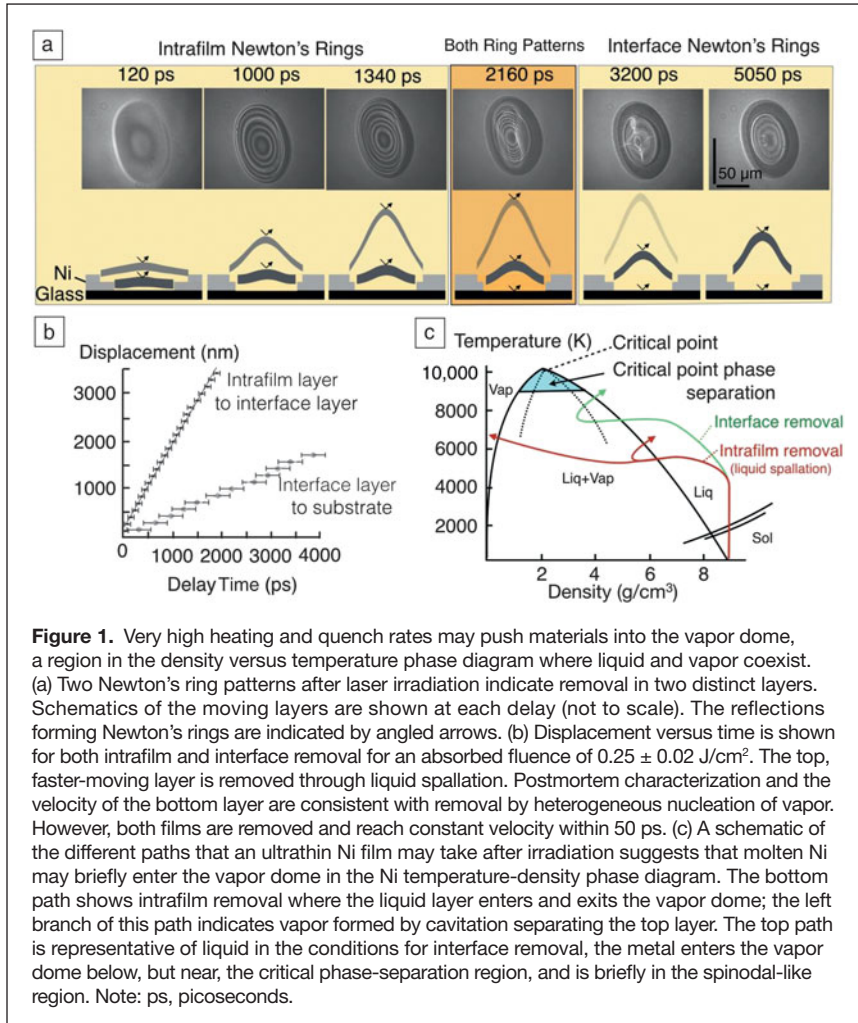 a
Intrafilm Newton's Rings
Both Ring Patterns
Interface Newton's Rings
120 ps
1000 ps
1340 ps
2160 ps
3200 ps
5050 ps
50 µm
Ni
Glass
b
Displacement (nm)
3000
2000
1000
Intrafilm layer
to interface layer
Interface layer
to substrate
0
1000
2000
3000
4000
Delay Time (ps)
c
Temperature (K)
10,000
8000
6000
4000
2000
Critical point
Critical point phase
separation
Vap
Interface removal
Intrafilm removal
(liquid spallation)
Liq+Vap
Liq
Sol
2
4
6
8
Density (g/cm³)
Figure 1. Very high heating and quench rates may push materials into the vapor dome,
a region in the density versus temperature phase diagram where liquid and vapor coexist.
(a) Two Newton's ring patterns after laser irradiation indicate removal in two distinct layers.
Schematics of the moving layers are shown at each delay (not to scale). The reflections
forming Newton's rings are indicated by angled arrows. (b) Displacement versus time is shown
for both intrafilm and interface removal for an absorbed fluence of 0.25 ± 0.02 J/cm². The top,
faster-moving layer is removed through liquid spallation. Postmortem characterization and the
velocity of the bottom layer are consistent with removal by heterogeneous nucleation of vapor.
However, both films are removed and reach constant velocity within 50 ps. (c) A schematic of
the different paths that an ultrathin Ni film may take after irradiation suggests that molten Ni
may briefly enter the vapor dome in the Ni temperature-density phase diagram. The bottom
path shows intrafilm removal where the liquid layer enters and exits the vapor dome; the left
branch of this path indicates vapor formed by cavitation separating the top layer. The top path
is representative of liquid in the conditions for interface removal, the metal enters the vapor
dome below, but near, the critical phase-separation region, and is briefly in the spinodal-like
region. Note: ps, picoseconds.